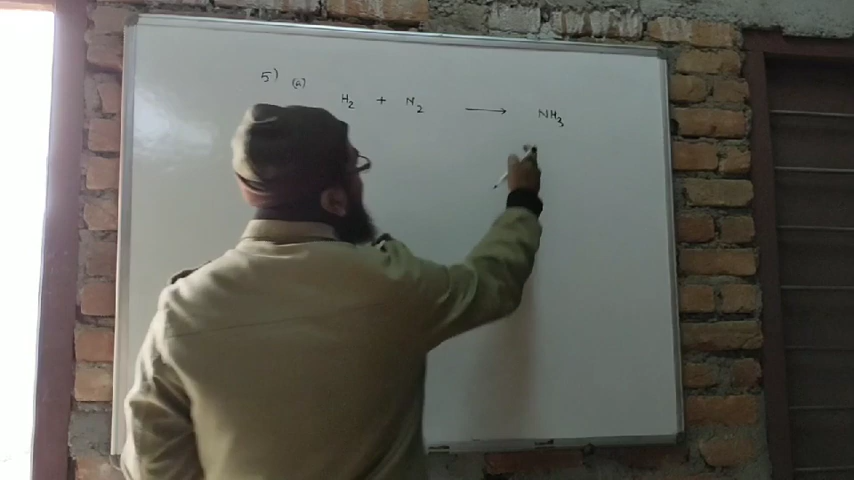 5) (a)
H₂ + N₂ → NH₃